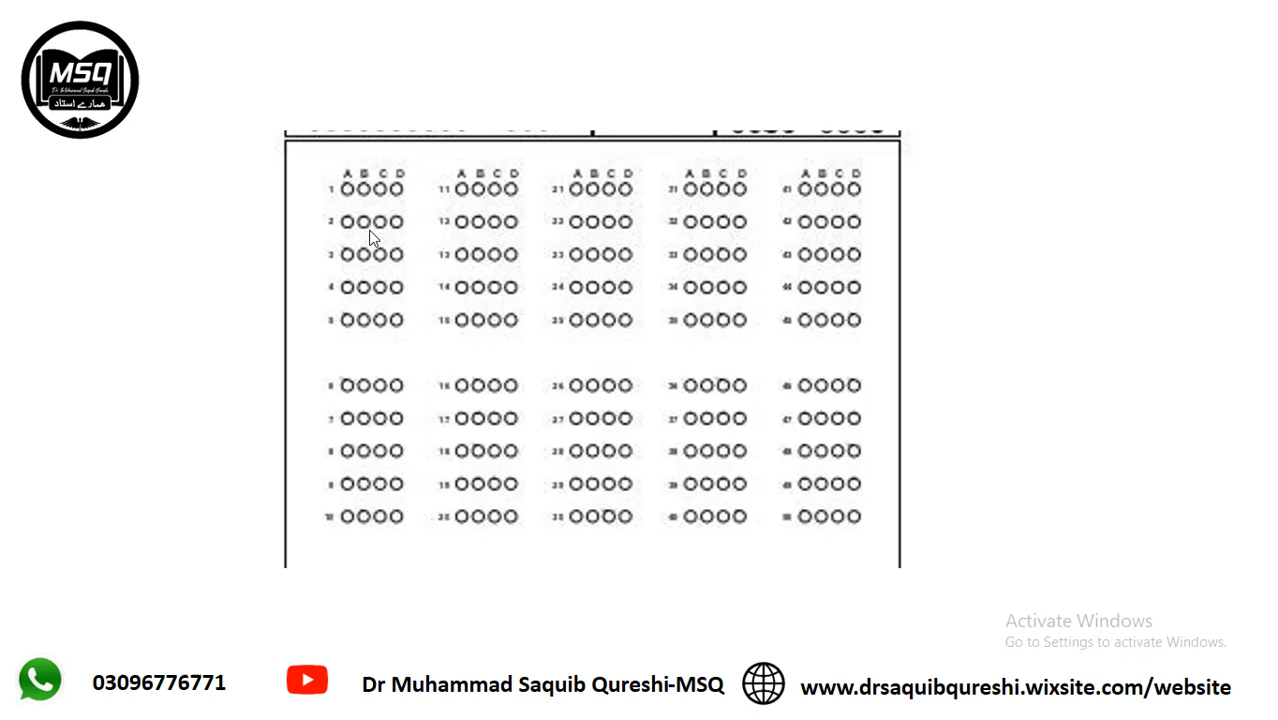 MSq
ہمارے استاد
A B C D A B C D A B C D A B C D A B C D
1 11 21 31 41
2 12 22 32 42
3 13 23 33 43
4 14 24 34 44
5 15 25 35 45
6 16 26 36 46
7 17 27 37 47
8 18 28 38 48
9 19 29 39 49
10 20 30 40 50
Activate Windows
Go to Settings to activate Windows.
03096776771
Dr Muhammad Saquib Qureshi-MSQ
www.drsaquibqureshi.wixsite.com/website